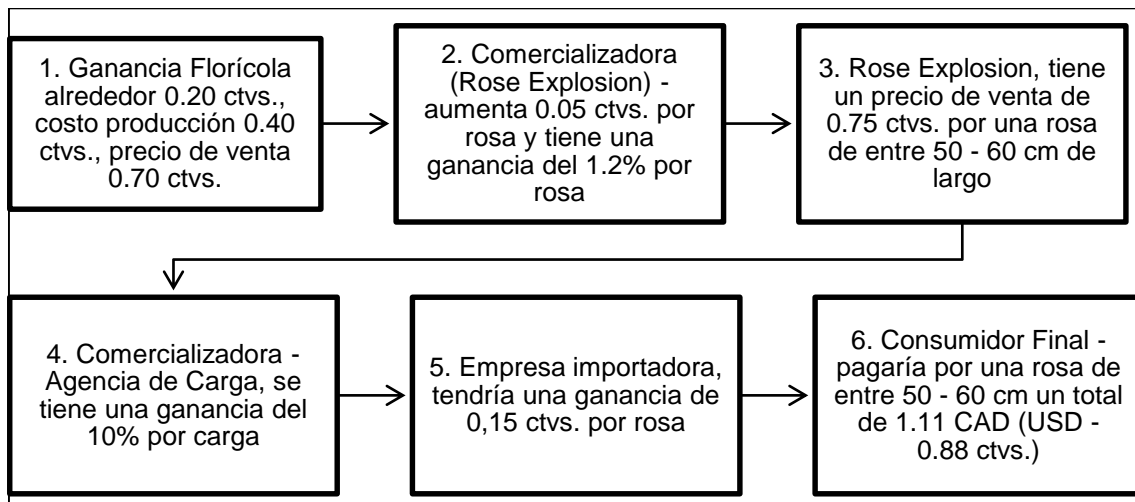 1. Ganancia Florícola
alrededor 0.20 ctvs.,
costo producción 0.40
ctvs., precio de venta
0.70 ctvs.
2. Comercializadora
(Rose Explosion) -
aumenta 0.05 ctvs. por
rosa y tiene una
ganancia del 1.2% por
rosa
3. Rose Explosion, tiene
un precio de venta de
0.75 ctvs. por una rosa
de entre 50 - 60 cm de
largo
4. Comercializadora -
Agencia de Carga, se
tiene una ganancia del
10% por carga
5. Empresa importadora,
tendría una ganancia de
0,15 ctvs. por rosa
6. Consumidor Final -
pagaría por una rosa de
entre 50 - 60 cm un total
de 1.11 CAD (USD -
0.88 ctvs.)